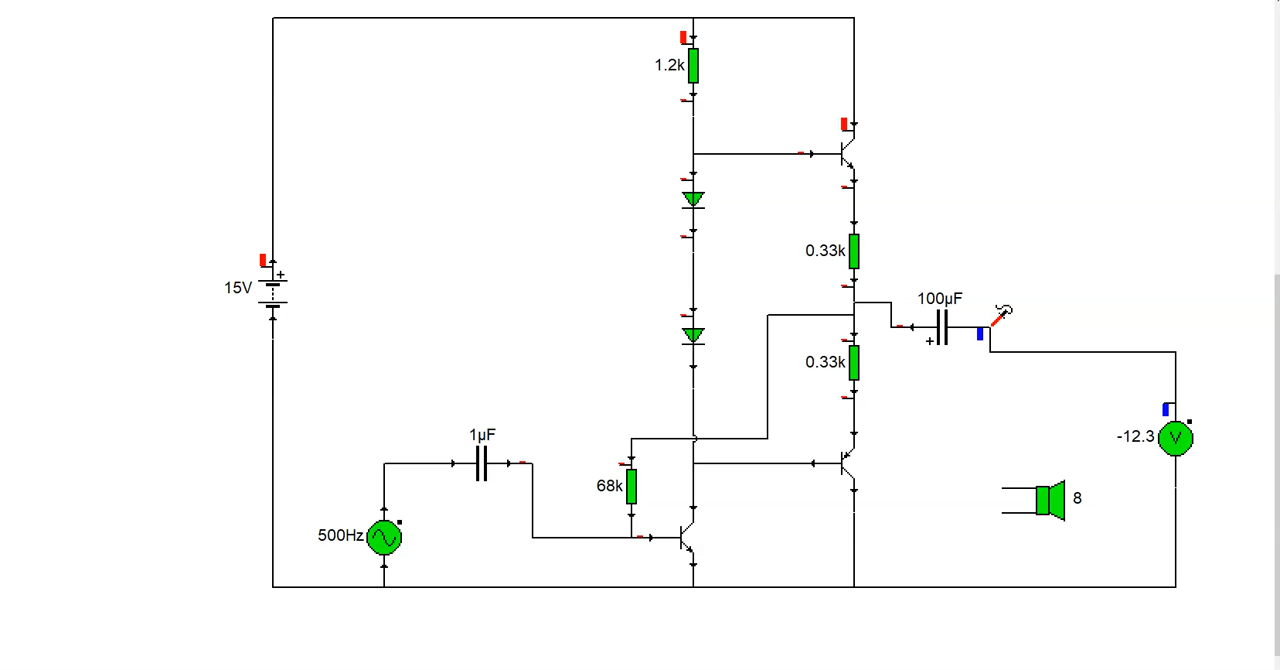 1.2k
0.33k
+
15V
100µF
+
0.33k
1µF
-12.3 V
68k
8
500Hz